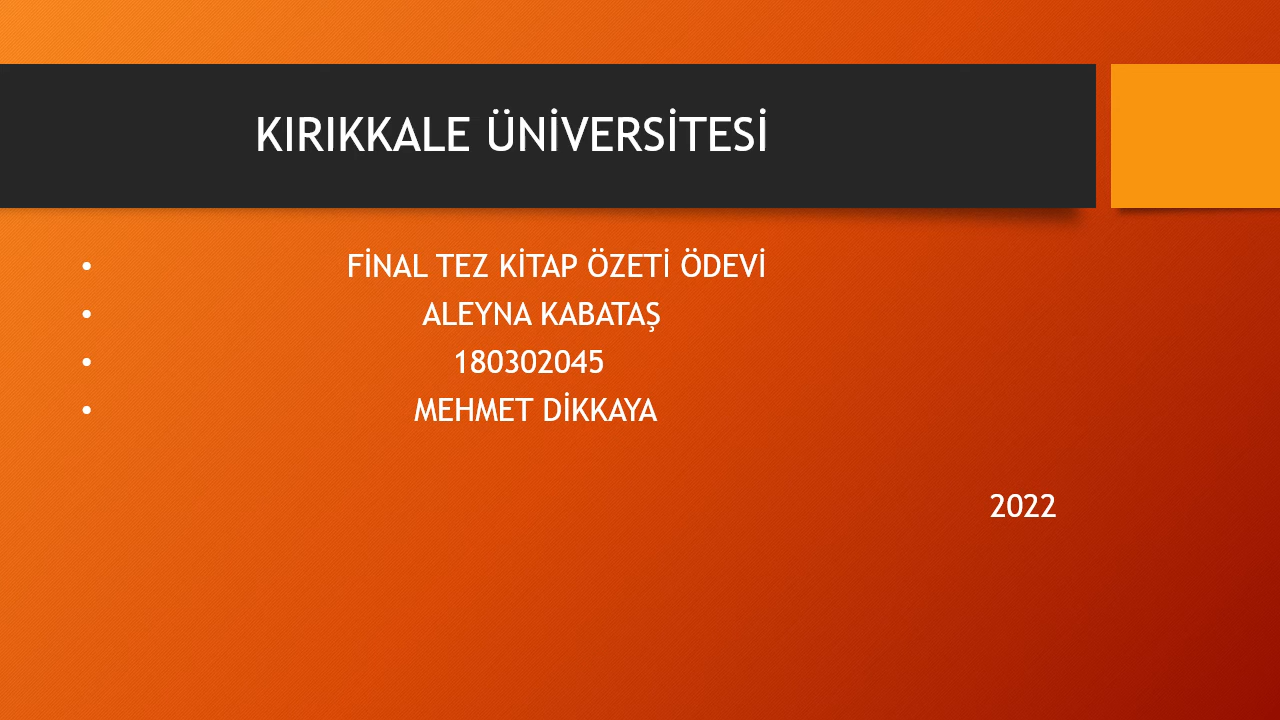 KIRIKKALE ÜNİVERSİTESİ
• FİNAL TEZ KİTAP ÖZETİ ÖDEVİ
• ALEYNA KABATAŞ
• 180302045
• MEHMET DİKKAYA
2022